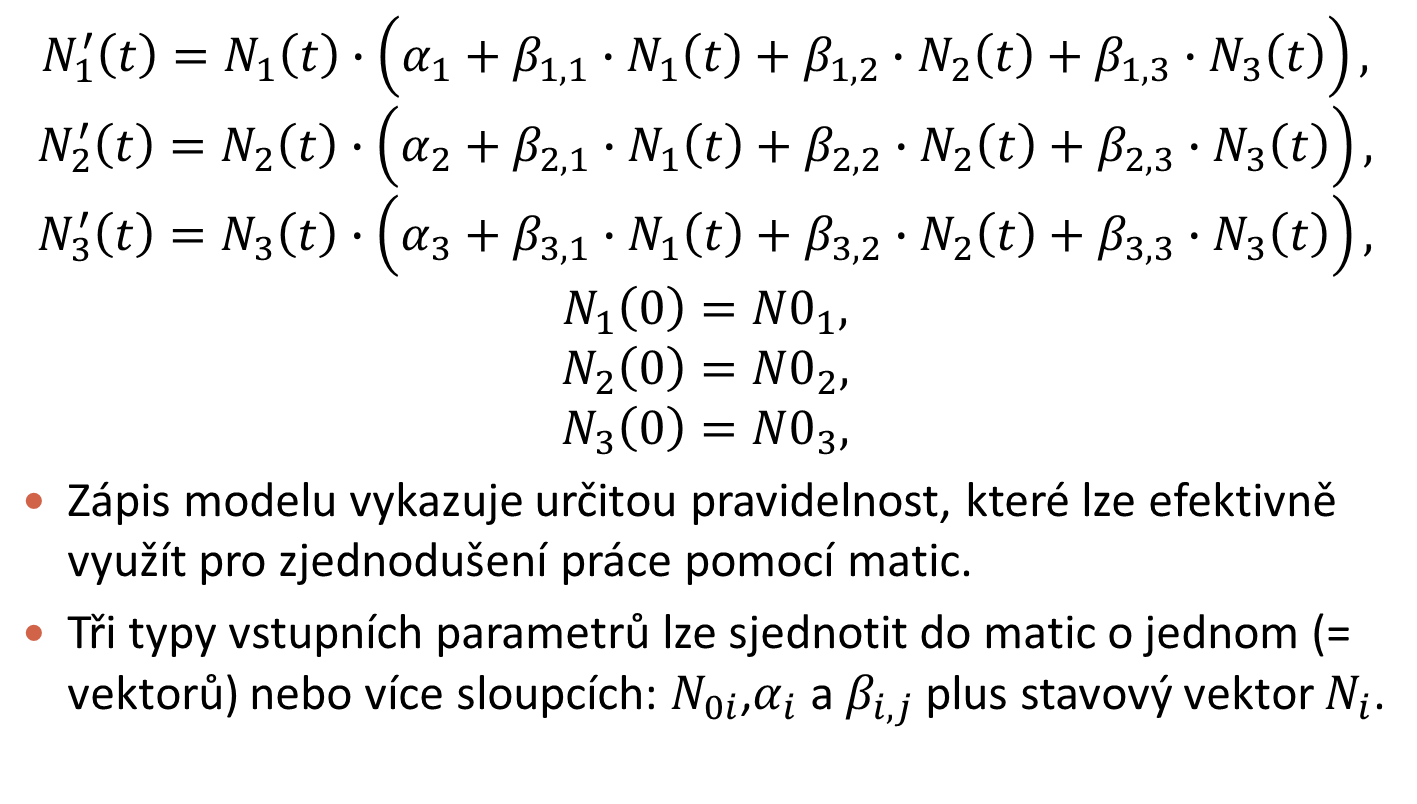 N₁′(t) = N₁(t) · (α₁ + β₁,₁ · N₁(t) + β₁,₂ · N₂(t) + β₁,₃ · N₃(t)),
N₂′(t) = N₂(t) · (α₂ + β₂,₁ · N₁(t) + β₂,₂ · N₂(t) + β₂,₃ · N₃(t)),
N₃′(t) = N₃(t) · (α₃ + β₃,₁ · N₁(t) + β₃,₂ · N₂(t) + β₃,₃ · N₃(t)),
N₁(0) = N0₁,
N₂(0) = N0₂,
N₃(0) = N0₃,
• Zápis modelu vykazuje určitou pravidelnost, které lze efektivně
využít pro zjednodušení práce pomocí matic.
• Tři typy vstupních parametrů lze sjednotit do matic o jednom (=
vektorů) nebo více sloupcích: N₀ᵢ,αᵢ a βᵢ,ⱼ plus stavový vektor Nᵢ.